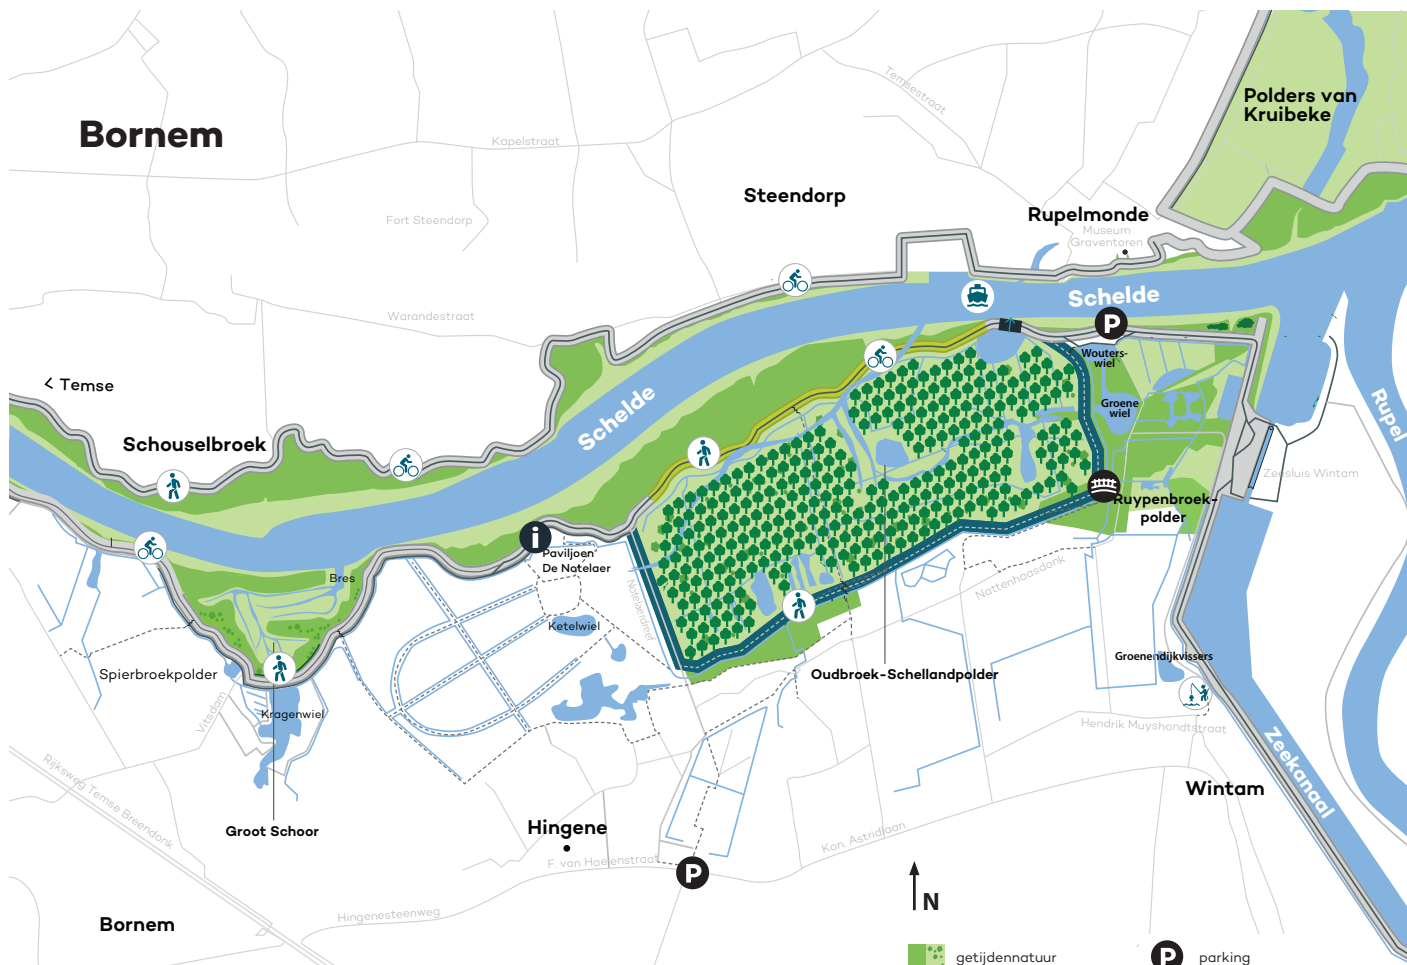 Bornem
Kapelstraat
Temsestraat
Polders van
Kruibeke
Steendorp
Rupelmonde
Museum
Graventoren
Fort Steendorp
Schelde
P
Warandestraat
Wouters-
wiel
< Temse
Groene
wiel
Schelde
Rupel
Schouselbroek
Zeesluis Wintam
Ruypenbroek-
polder
i
Paviljoen
De Notelaer
Bres
Notelaerdreef
Nattenhaasdonk
Ketelwiel
Groenendijkvissers
Spierbroekpolder
Oudbroek-Schellandpolder
Vitsdam
Kragenwiel
Hendrik Muyshondtstraat
Zeekanaal
Rijksweg Temse Breendonk
Wintam
Groot Schoor
Hingene
Kon. Astridlaan
F. van Haelenstraat
P
N
Hingenesteenweg
Bornem
getijdennatuur
P
parking